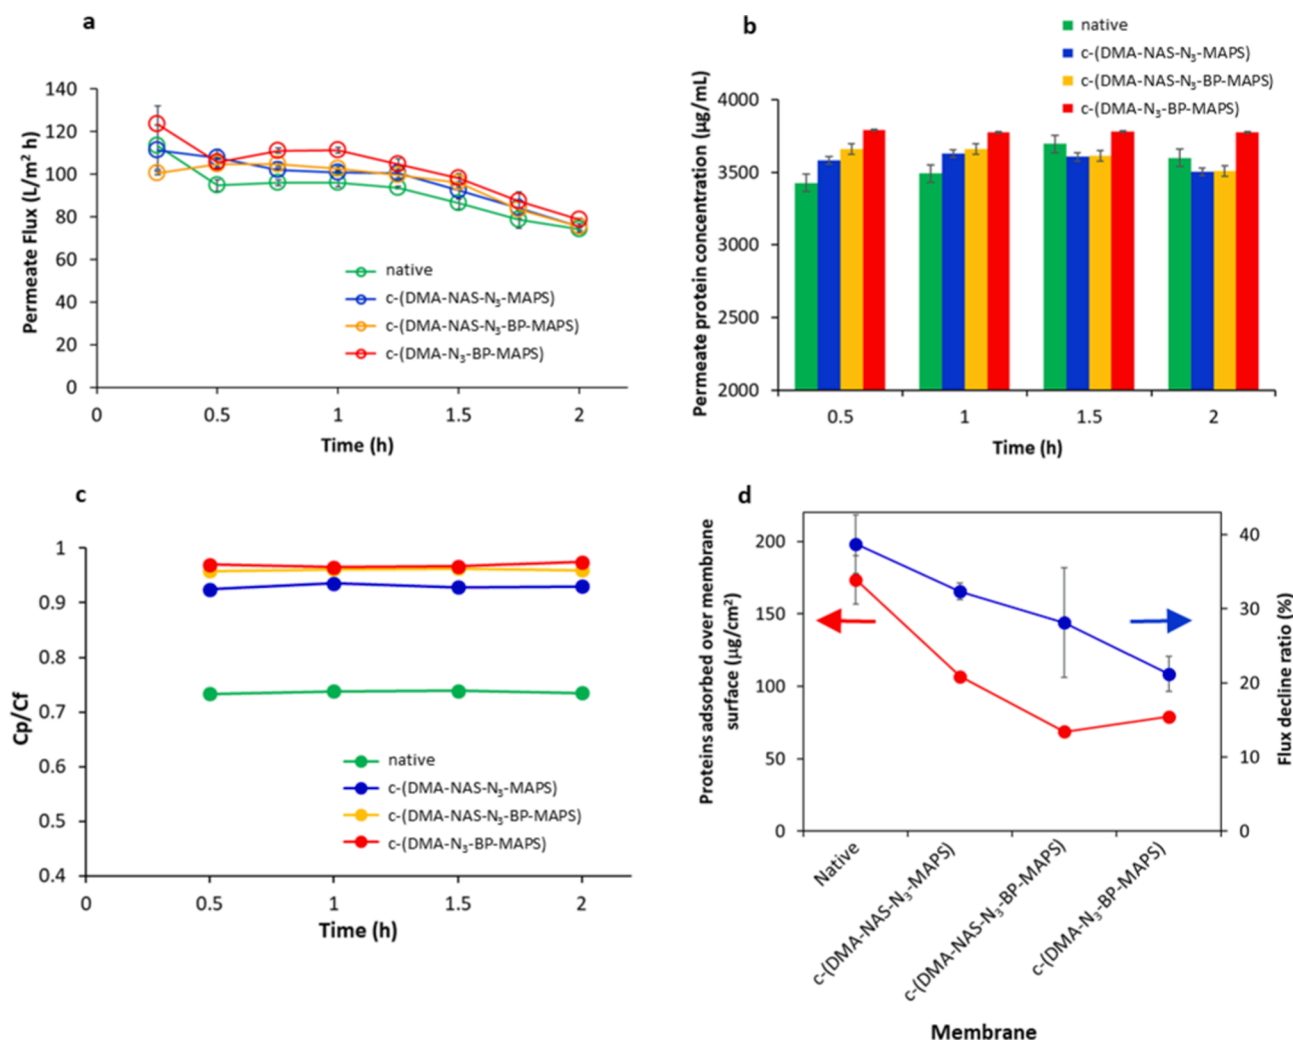 a
Permeate Flux (L/m² h)
140
120
100
80
60
40
20
0
0
0.5
1
1.5
2
Time (h)
native
c-(DMA-NAS-N₃-MAPS)
c-(DMA-NAS-N₃-BP-MAPS)
c-(DMA-N₃-BP-MAPS)
b
native
c-(DMA-NAS-N₃-MAPS)
c-(DMA-NAS-N₃-BP-MAPS)
c-(DMA-N₃-BP-MAPS)
Permeate protein concentration (µg/mL)
4000
3500
3000
2500
2000
0.5
1
1.5
2
Time (h)
c
Cp/Cf
1
0.9
0.8
0.7
0.6
0.5
0.4
0
0.5
1
1.5
2
Time (h)
native
c-(DMA-NAS-N₃-MAPS)
c-(DMA-NAS-N₃-BP-MAPS)
c-(DMA-N₃-BP-MAPS)
d
Proteins adsorbed over membrane
surface (µg/cm²)
200
150
100
50
0
40
30
20
10
0
Flux decline ratio (%)
Native
c-(DMA-NAS-N₃-MAPS)
c-(DMA-NAS-N₃-BP-MAPS)
c-(DMA-N₃-BP-MAPS)
Membrane